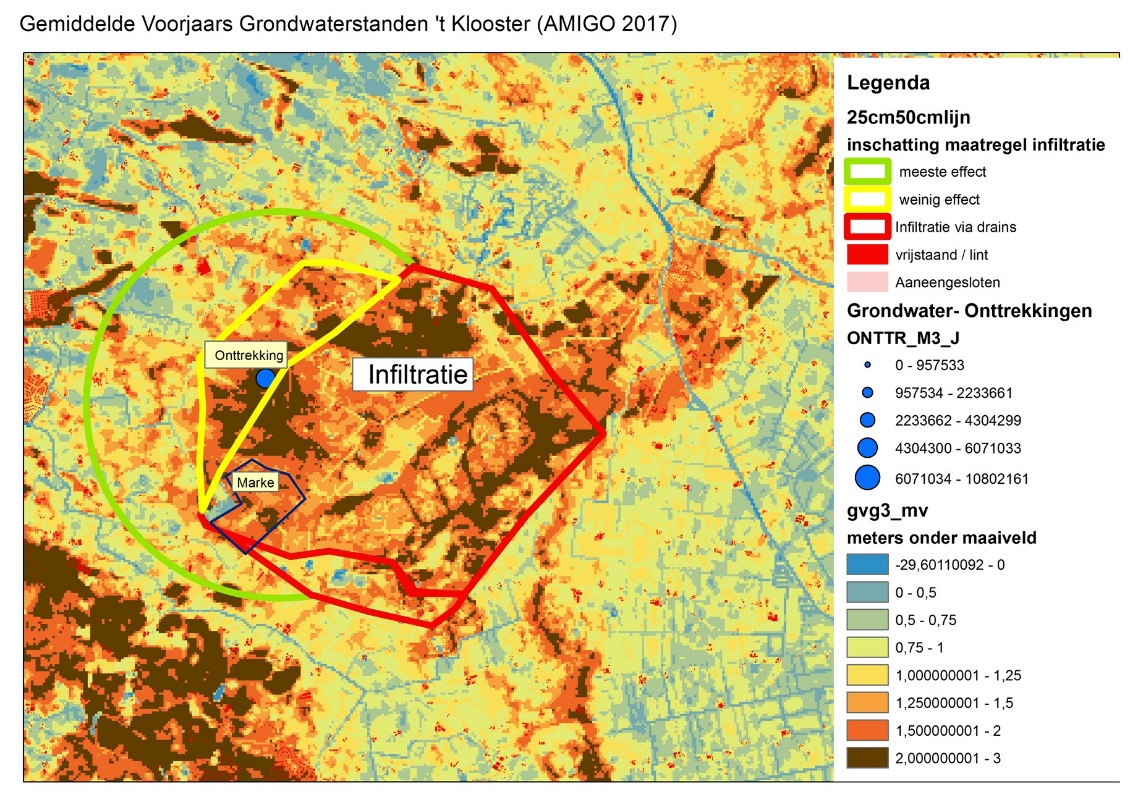 Gemiddelde Voorjaars Grondwaterstanden 't Klooster (AMIGO 2017)
Onttrekking
Infiltratie
Marke
Legenda
25cm50cmlijn
inschatting maatregel infiltratie
meeste effect
weinig effect
Infiltratie via drains
vrijstaand / lint
Aaneengesloten
Grondwater- Onttrekkingen
ONTTR_M3_J
0 - 957533
957534 - 2233661
2233662 - 4304299
4304300 - 6071033
6071034 - 10802161
gvg3_mv
meters onder maaiveld
-29,60110092 - 0
0 - 0,5
0,5 - 0,75
0,75 - 1
1,000000001 - 1,25
1,250000001 - 1,5
1,500000001 - 2
2,000000001 - 3